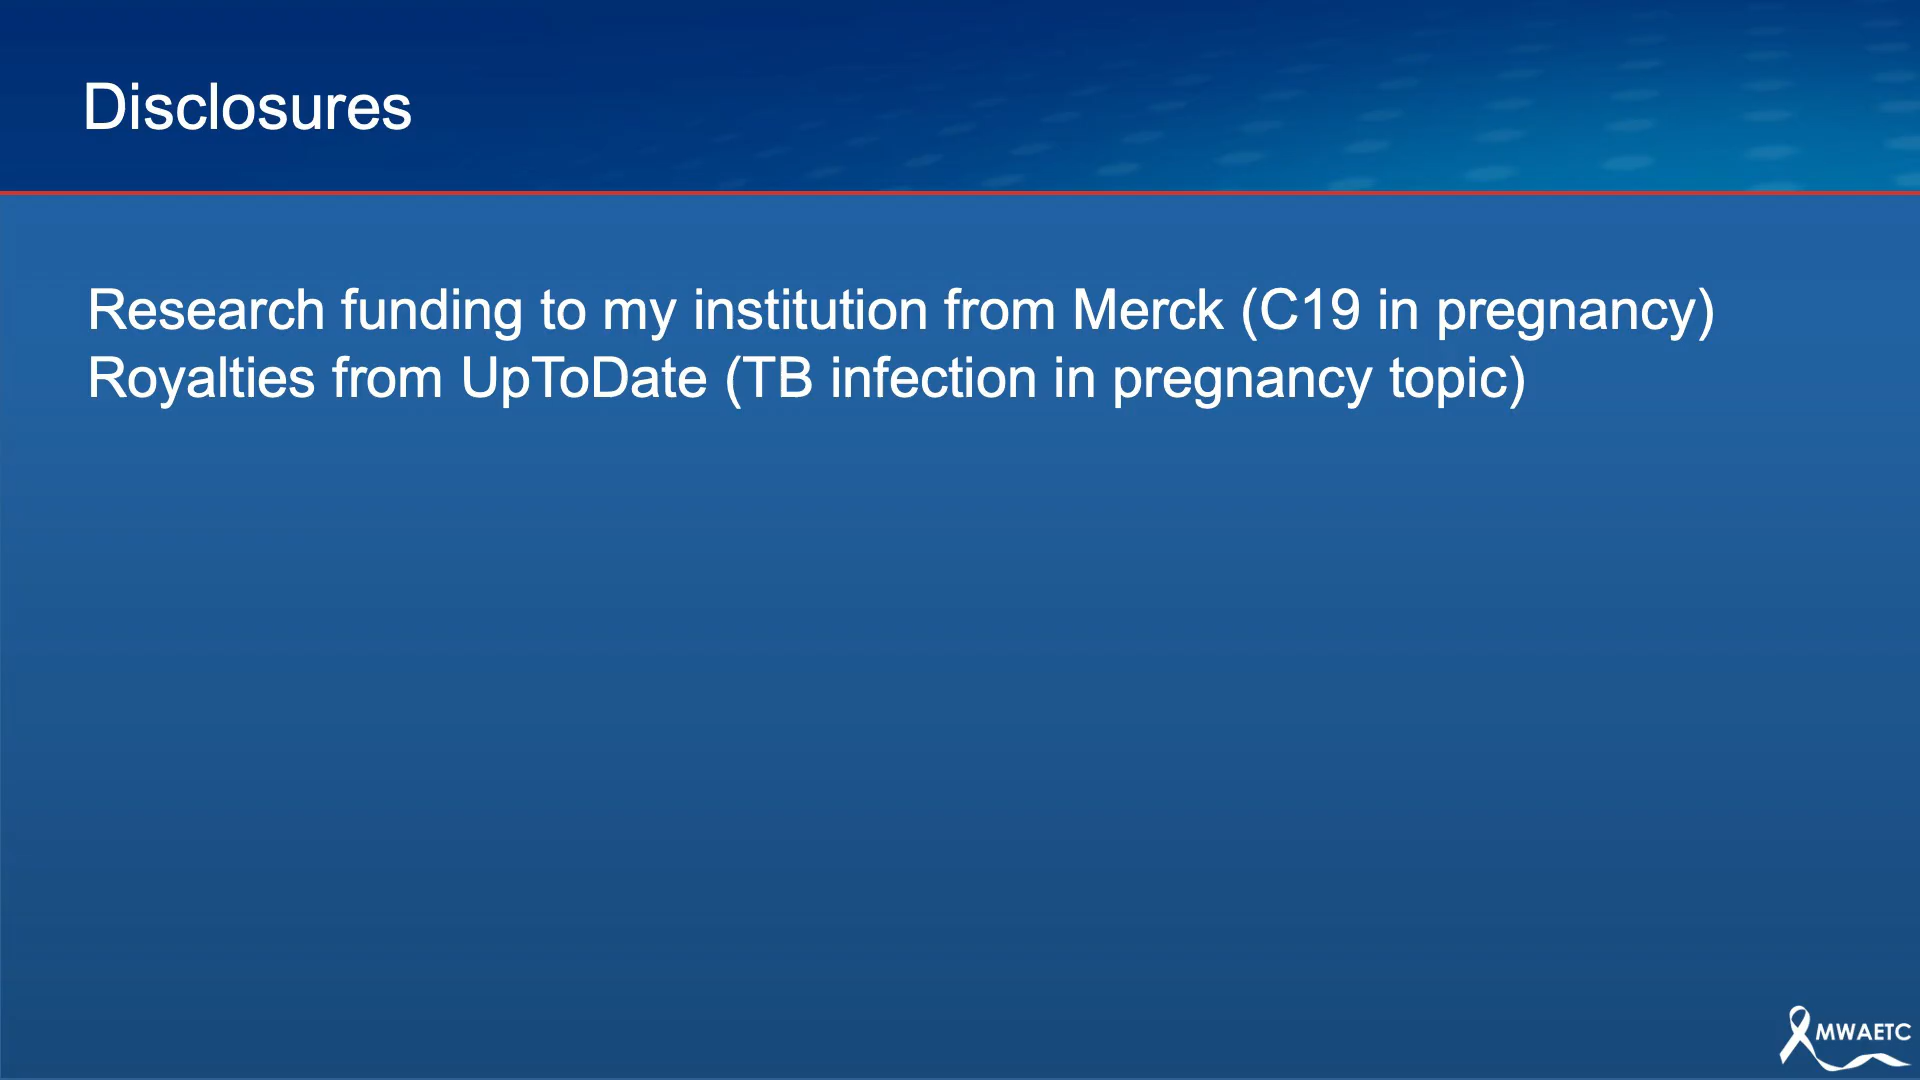 Disclosures
Research funding to my institution from Merck (C19 in pregnancy)
Royalties from UpToDate (TB infection in pregnancy topic)
MWAETC